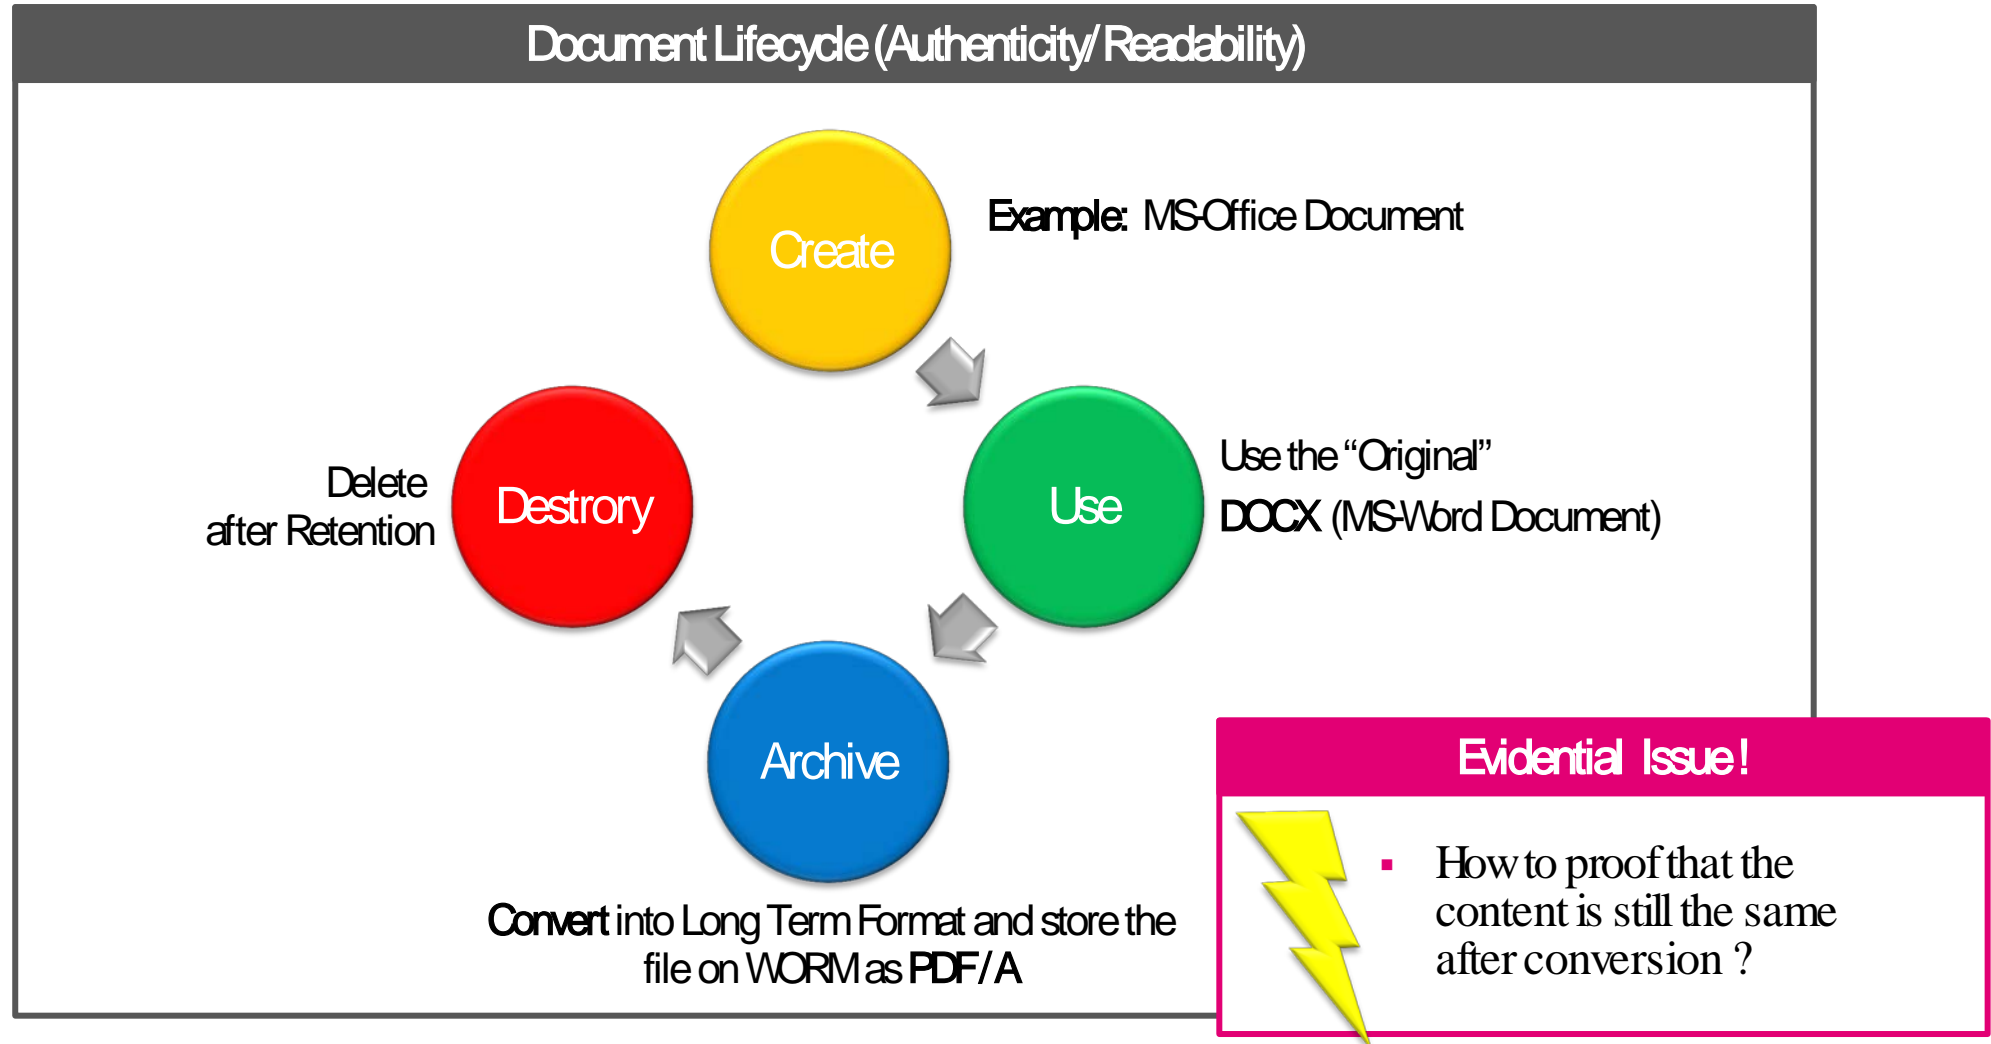 Document Lifecycle (Authenticity/ Readability)
Create
Example: MS-Office Document
Delete
after Retention
Destrory
Use
Use the “Original”
DOCX (MS-Word Document)
Archive
Convert into Long Term Format and store the
file on WORM as PDF/A
Evidential Issue!
▪ How to proof that the
content is still the same
after conversion ?